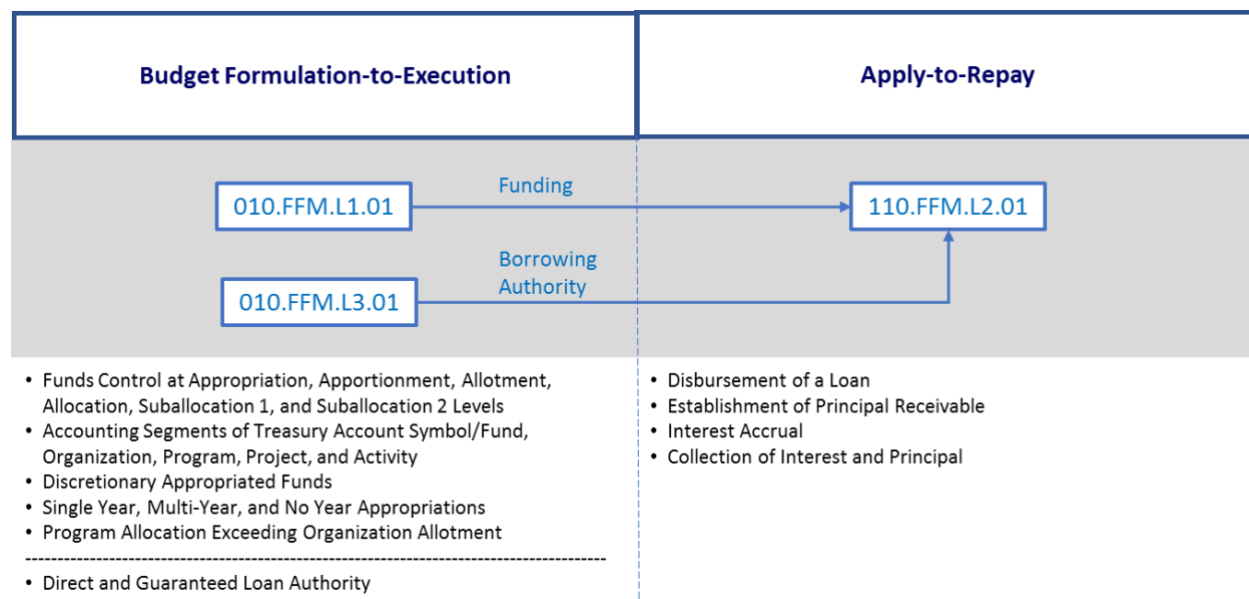 Budget Formulation-to-Execution
Apply-to-Repay
Funding
010.FFM.L1.01
110.FFM.L2.01
Borrowing
Authority
010.FFM.L3.01
• Funds Control at Appropriation, Apportionment, Allotment,
Allocation, Suballocation 1, and Suballocation 2 Levels
• Accounting Segments of Treasury Account Symbol/Fund,
Organization, Program, Project, and Activity
• Discretionary Appropriated Funds
• Single Year, Multi-Year, and No Year Appropriations
• Program Allocation Exceeding Organization Allotment
• Direct and Guaranteed Loan Authority
• Disbursement of a Loan
• Establishment of Principal Receivable
• Interest Accrual
• Collection of Interest and Principal